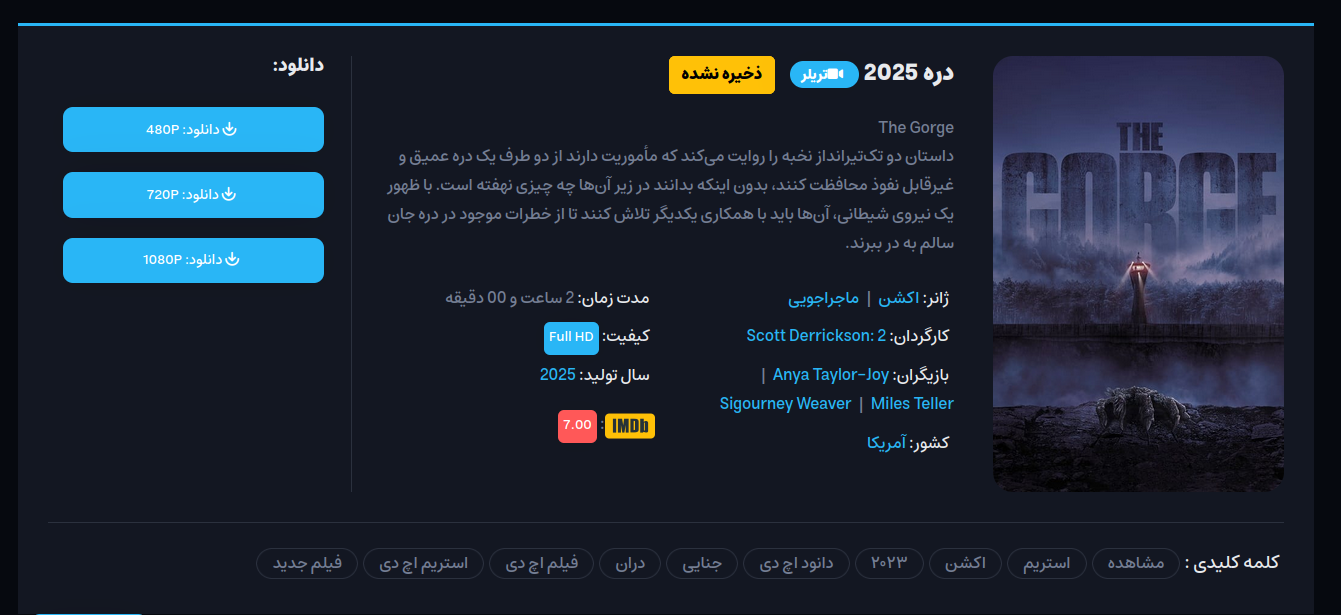 THE
GORGE
دره 2025
تریلر
ذخیره نشده
The Gorge
داستان دو تک‌تیرانداز نخبه را روایت می‌کند که مأموریت دارند از دو طرف یک دره عمیق و
غیرقابل نفوذ محافظت کنند، بدون اینکه بدانند در زیر آن‌ها چه چیزی نهفته است. با ظهور
یک نیروی شیطانی، آن‌ها باید با همکاری یکدیگر تلاش کنند تا از خطرات موجود در دره جان
سالم به در ببرند.
ژانر: اکشن | ماجراجویی
کارگردان: Scott Derrickson: 2
بازیگران: Anya Taylor-Joy |
Miles Teller | Sigourney Weaver
کشور: آمریکا
مدت زمان: 2 ساعت و 00 دقیقه
کیفیت: Full HD
سال تولید: 2025
IMDb : 7.00
دانلود:
دانلود: 480P
دانلود: 720P
دانلود: 1080P
کلمه کلیدی : مشاهده استریم اکشن ۲۰۲۳ دانود اچ دی جنایی دران فیلم اچ دی استریم اچ دی فیلم جدید